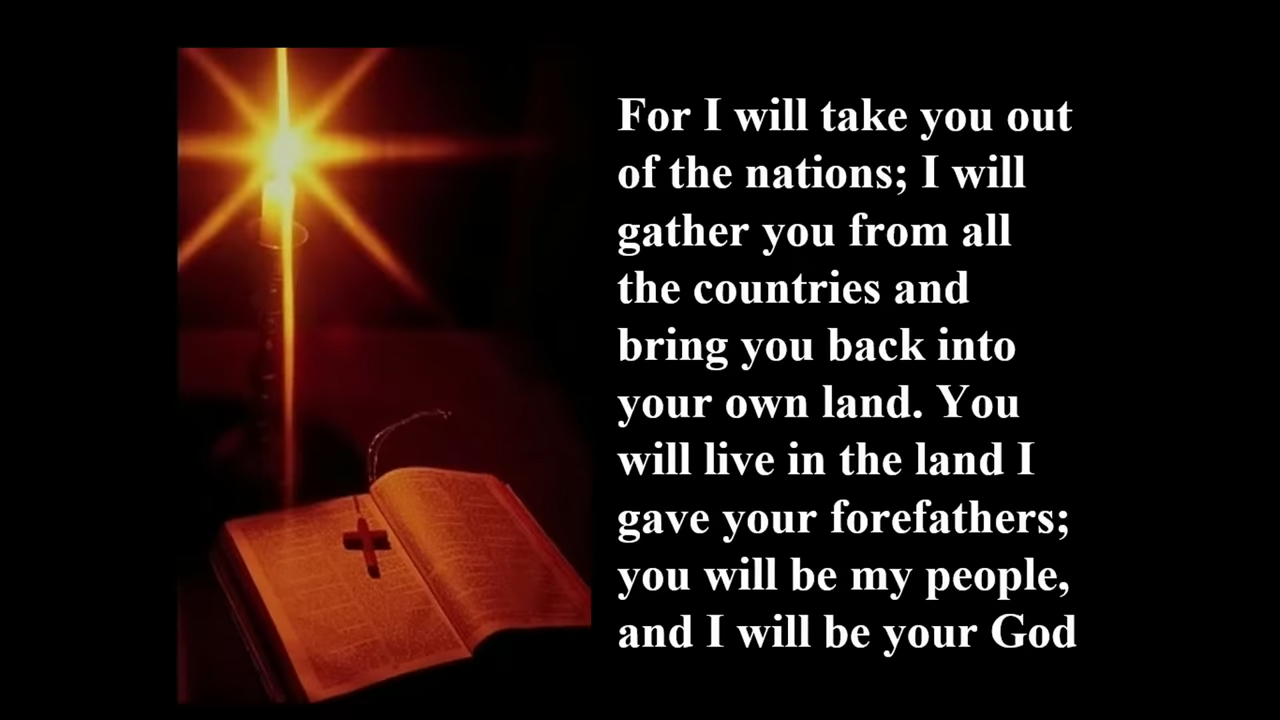 For I will take you out
of the nations; I will
gather you from all
the countries and
bring you back into
your own land. You
will live in the land I
gave your forefathers;
you will be my people,
and I will be your God